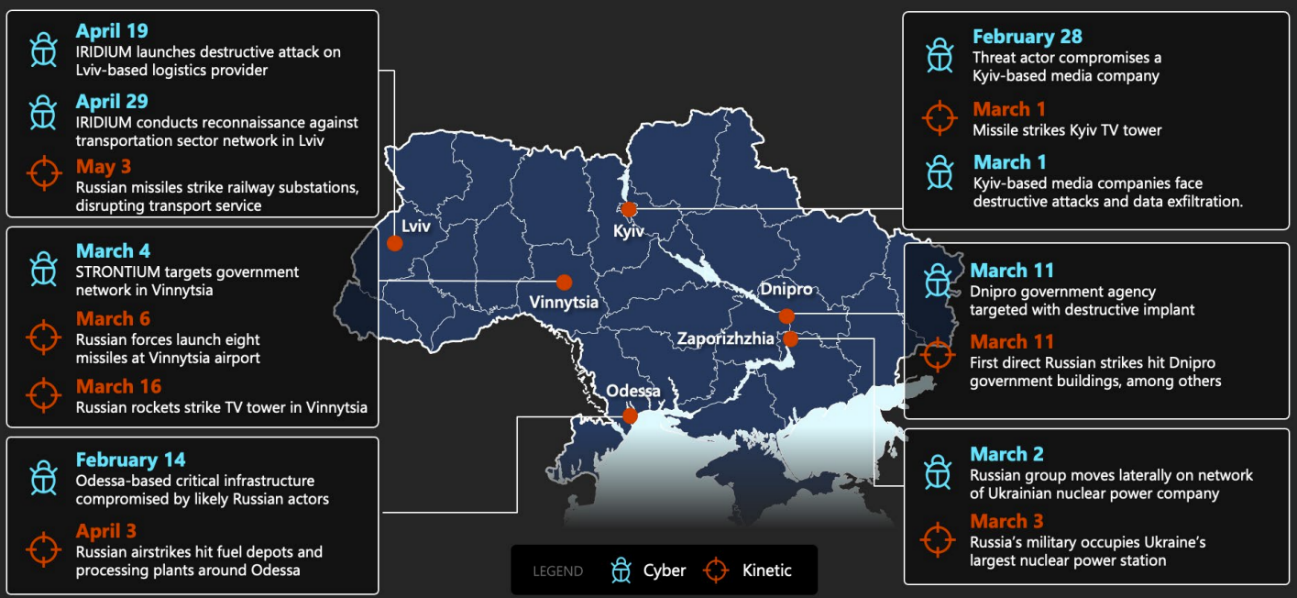 April 19
IRIDIUM launches destructive attack on
Lviv-based logistics provider
April 29
IRIDIUM conducts reconnaissance against
transportation sector network in Lviv
May 3
Russian missiles strike railway substations,
disrupting transport service
March 4
STRONTIUM targets government
network in Vinnytsia
March 6
Russian forces launch eight
missiles at Vinnytsia airport
March 16
Russian rockets strike TV tower in Vinnytsia
February 14
Odessa-based critical infrastructure
compromised by likely Russian actors
April 3
Russian airstrikes hit fuel depots and
processing plants around Odessa
Lviv
Kyiv
Vinnytsia
Dnipro
Zaporizhzhia
Odessa
February 28
Threat actor compromises a
Kyiv-based media company
March 1
Missile strikes Kyiv TV tower
March 1
Kyiv-based media companies face
destructive attacks and data exfiltration.
March 11
Dnipro government agency
targeted with destructive implant
March 11
First direct Russian strikes hit Dnipro
government buildings, among others
March 2
Russian group moves laterally on network
of Ukrainian nuclear power company
March 3
Russia's military occupies Ukraine's
largest nuclear power station
LEGEND Cyber Kinetic